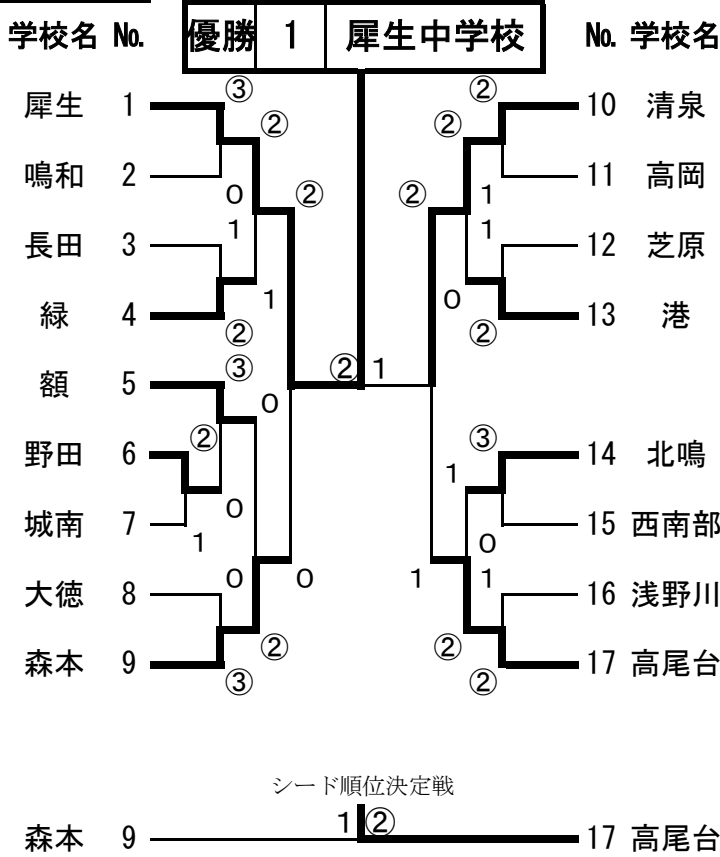 学校名 No. 優勝 1 犀生中学校 No. 学校名
③ ②
犀生 1 10 清泉
② ②
鳴和 2 11 高岡
0 ② ② 1
1 1
長田 3 12 芝原
1 0
緑 4 13 港
② ②
③ ② 1
額 5
0
② ③
野田 6 14 北鳴
1
0
城南 7 15 西南部
1 0
0 0 1 1
大徳 8 16 浅野川
② ②
森本 9 17 高尾台
③ ②
シード順位決定戦
1 ②
森本 9 17 高尾台